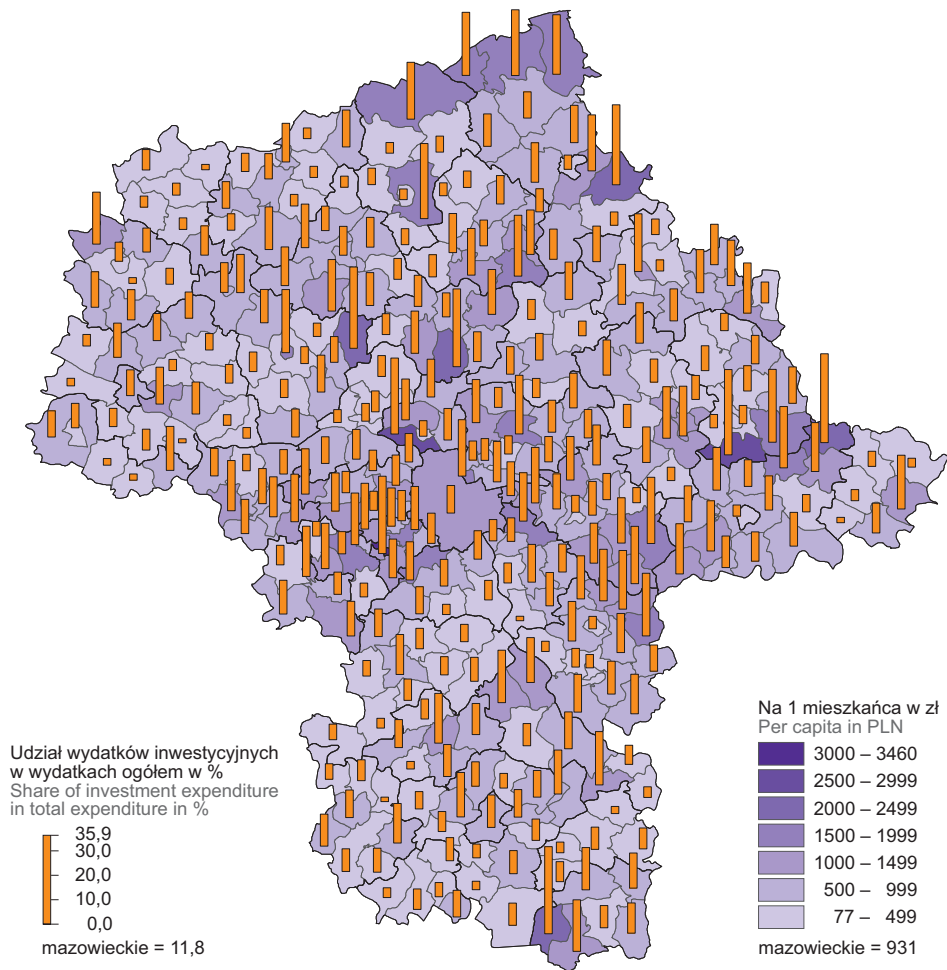 Udział wydatków inwestycyjnych
w wydatkach ogółem w %
Share of investment expenditure
in total expenditure in %
35,9
30,0
20,0
10,0
0,0
mazowieckie = 11,8
Na 1 mieszkańca w zł
Per capita in PLN
3000 – 3460
2500 – 2999
2000 – 2499
1500 – 1999
1000 – 1499
500 – 999
77 – 499
mazowieckie = 931